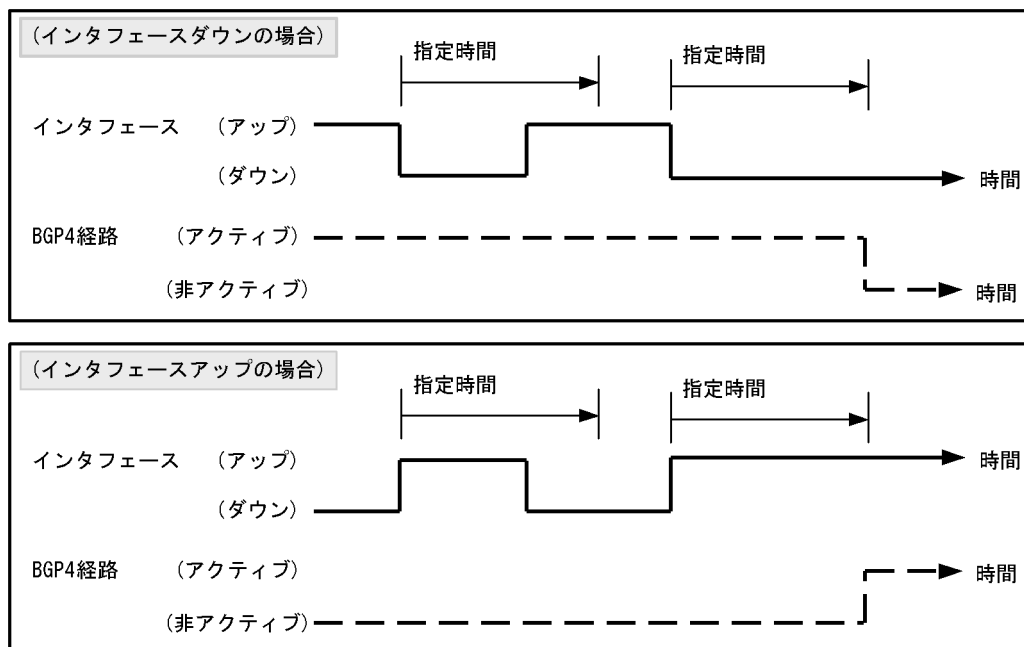 (インタフェースダウンの場合)
指定時間
指定時間
インタフェース (アップ)
(ダウン)
時間
BGP4経路 (アクティブ)
(非アクティブ)
時間
(インタフェースアップの場合)
指定時間
指定時間
インタフェース (アップ)
時間
(ダウン)
BGP4経路 (アクティブ)
時間
(非アクティブ)